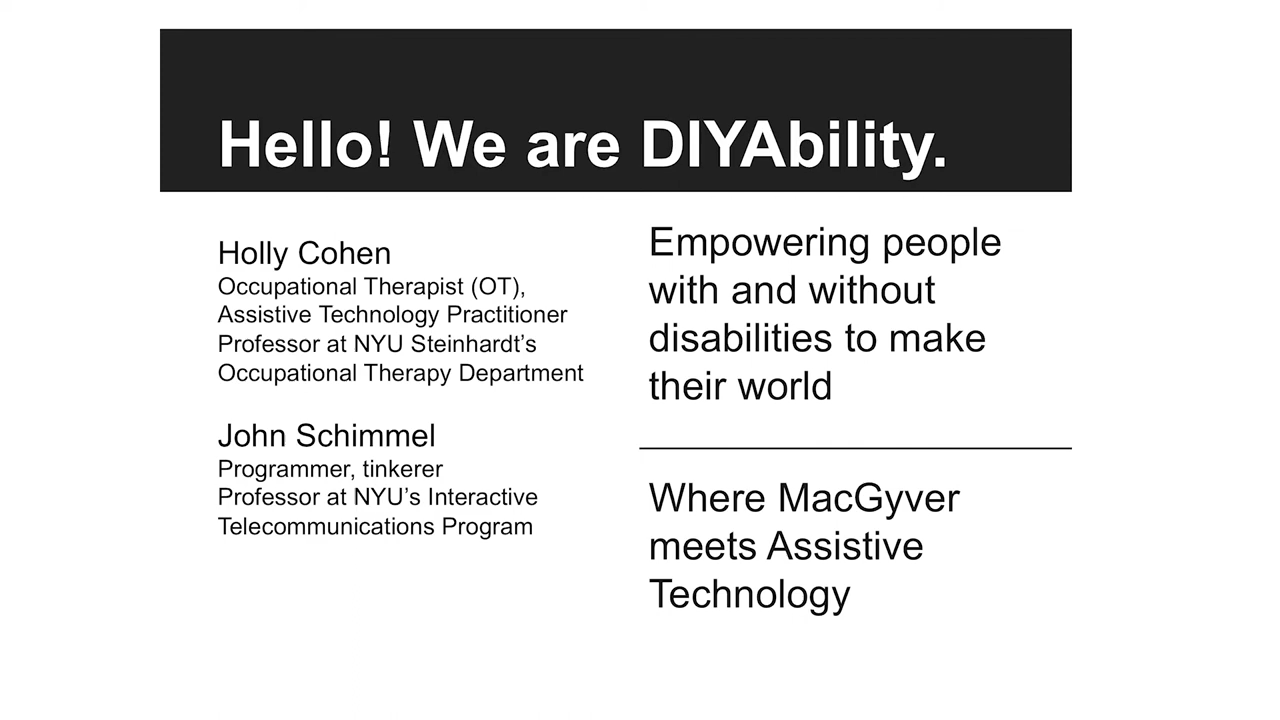 Hello! We are DIYAbility.
Holly Cohen
Occupational Therapist (OT),
Assistive Technology Practitioner
Professor at NYU Steinhardt’s
Occupational Therapy Department
John Schimmel
Programmer, tinkerer
Professor at NYU’s Interactive
Telecommunications Program
Empowering people
with and without
disabilities to make
their world
Where MacGyver
meets Assistive
Technology